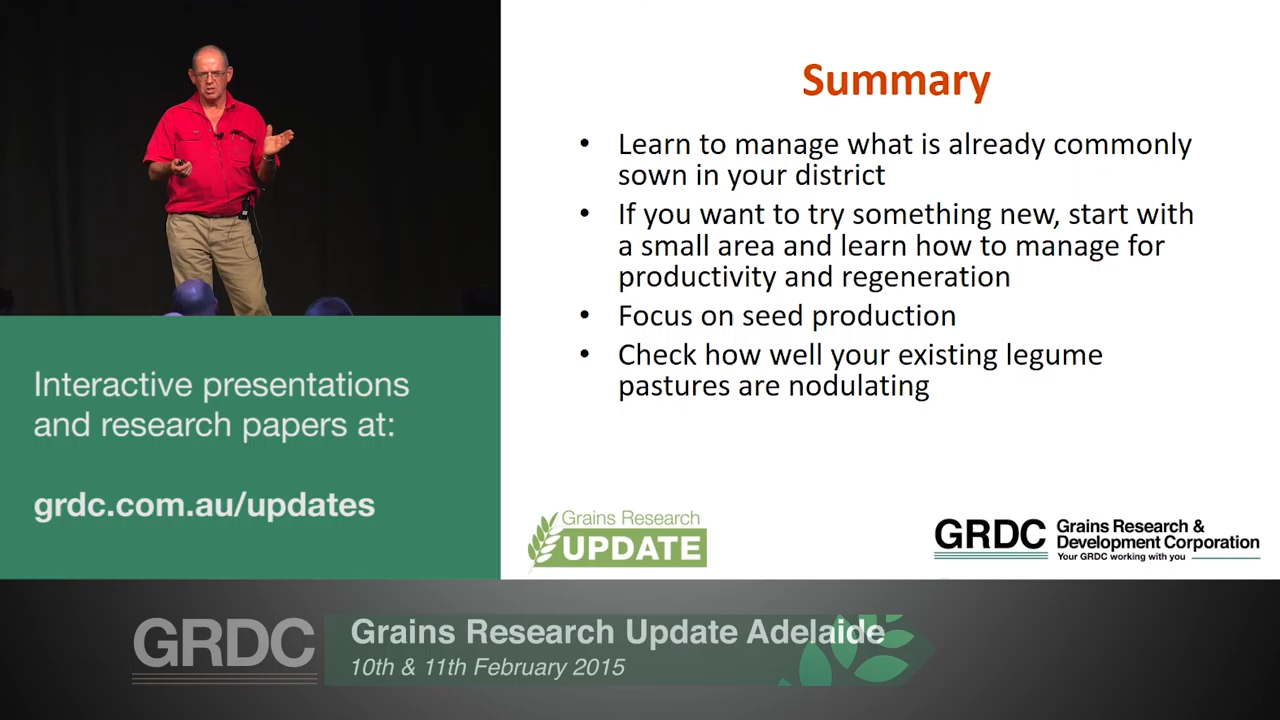 Summary
• Learn to manage what is already commonly
sown in your district
• If you want to try something new, start with
a small area and learn how to manage for
productivity and regeneration
• Focus on seed production
• Check how well your existing legume
pastures are nodulating
Interactive presentations
and research papers at:
grdc.com.au/updates
Grains Research
UPDATE
GRDC
Grains Research &
Development Corporation
Your GRDC working with you
GRDC
Grains Research Update Adelaide
10th & 11th February 2015